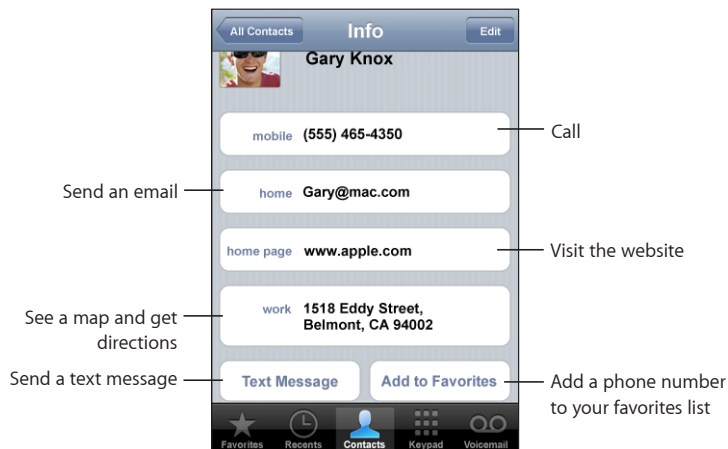 All Contacts
Info
Edit
Gary Knox
mobile (555) 465-4350
Call
Send an email
home Gary@mac.com
home page www.apple.com
Visit the website
See a map and get
directions
work 1518 Eddy Street,
Belmont, CA 94002
Send a text message
Text Message
Add to Favorites
Add a phone number
to your favorites list
Favorites
Recents
Contacts
Keypad
Voicemail